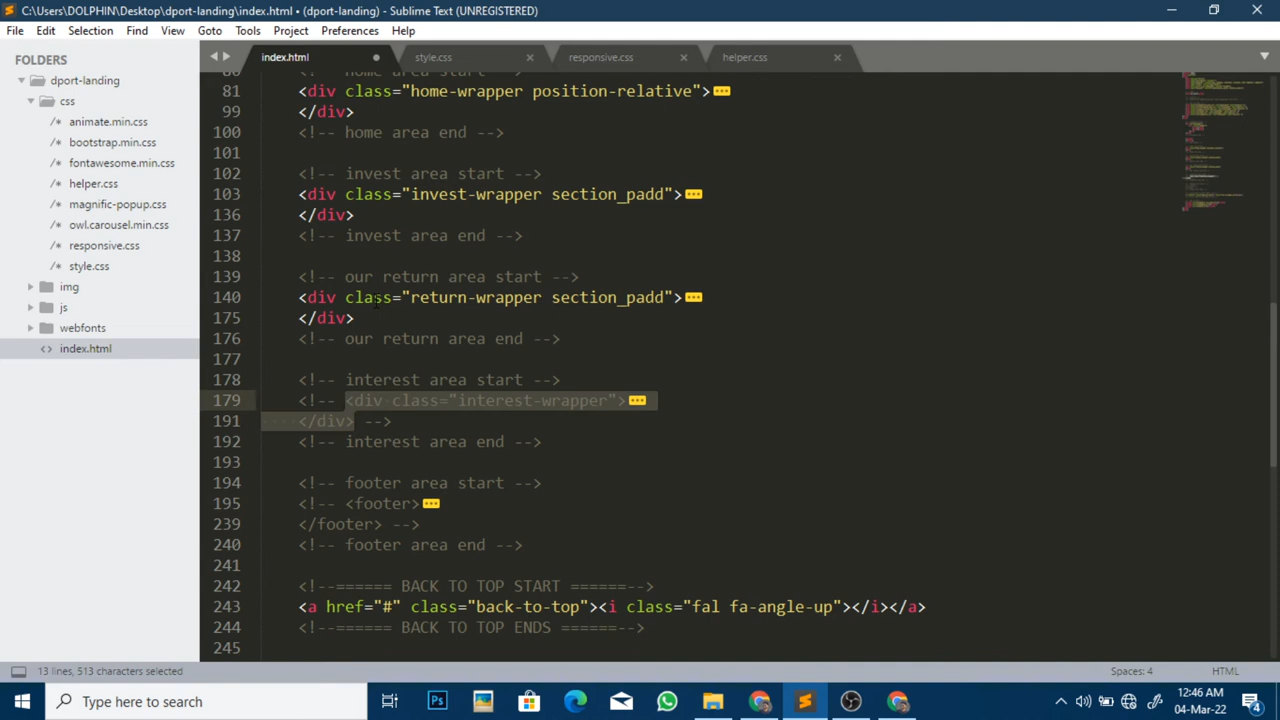 C:\Users\DOLPHIN\Desktop\dport-landing\index.html • (dport-landing) - Sublime Text (UNREGISTERED)
File Edit Selection Find View Goto Tools Project Preferences Help
FOLDERS
dport-landing
css
/* animate.min.css
/* bootstrap.min.css
/* fontawesome.min.css
/* helper.css
/* magnific-popup.css
/* owl.carousel.min.css
/* responsive.css
/* style.css
img
js
webfonts
<> index.html
index.html style.css responsive.css helper.css
80 <!-- home area start -->
81 <div class="home-wrapper position-relative">
99 </div>
100 <!-- home area end -->
101
102 <!-- invest area start -->
103 <div class="invest-wrapper section_padd">
136 </div>
137 <!-- invest area end -->
138
139 <!-- our return area start -->
140 <div class="return-wrapper section_padd">
175 </div>
176 <!-- our return area end -->
177
178 <!-- interest area start -->
179 <!-- <div class="interest-wrapper">
191 </div> -->
192 <!-- interest area end -->
193
194 <!-- footer area start -->
195 <!-- <footer>
239 </footer> -->
240 <!-- footer area end -->
241
242 <!--====== BACK TO TOP START ======-->
243 <a href="#" class="back-to-top"><i class="fal fa-angle-up"></i></a>
244 <!--====== BACK TO TOP ENDS ======-->
245
13 lines, 513 characters selected Spaces: 4 HTML
Type here to search
Ps
12:46 AM
04-Mar-22
4